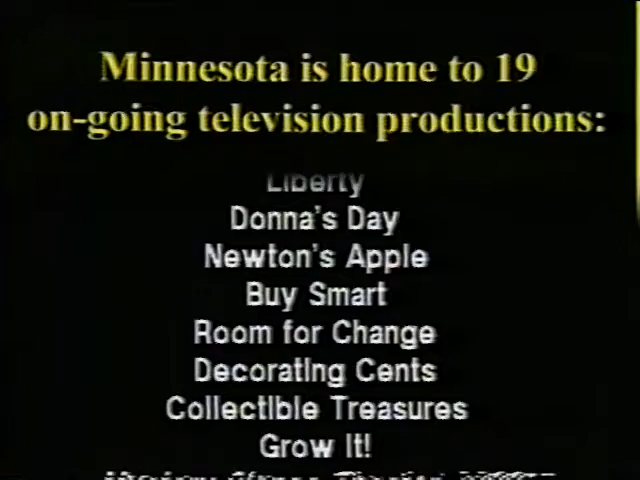 Minnesota is home to 19
on-going television productions:
Liberty
Donna's Day
Newton's Apple
Buy Smart
Room for Change
Decorating Cents
Collectible Treasures
Grow It!